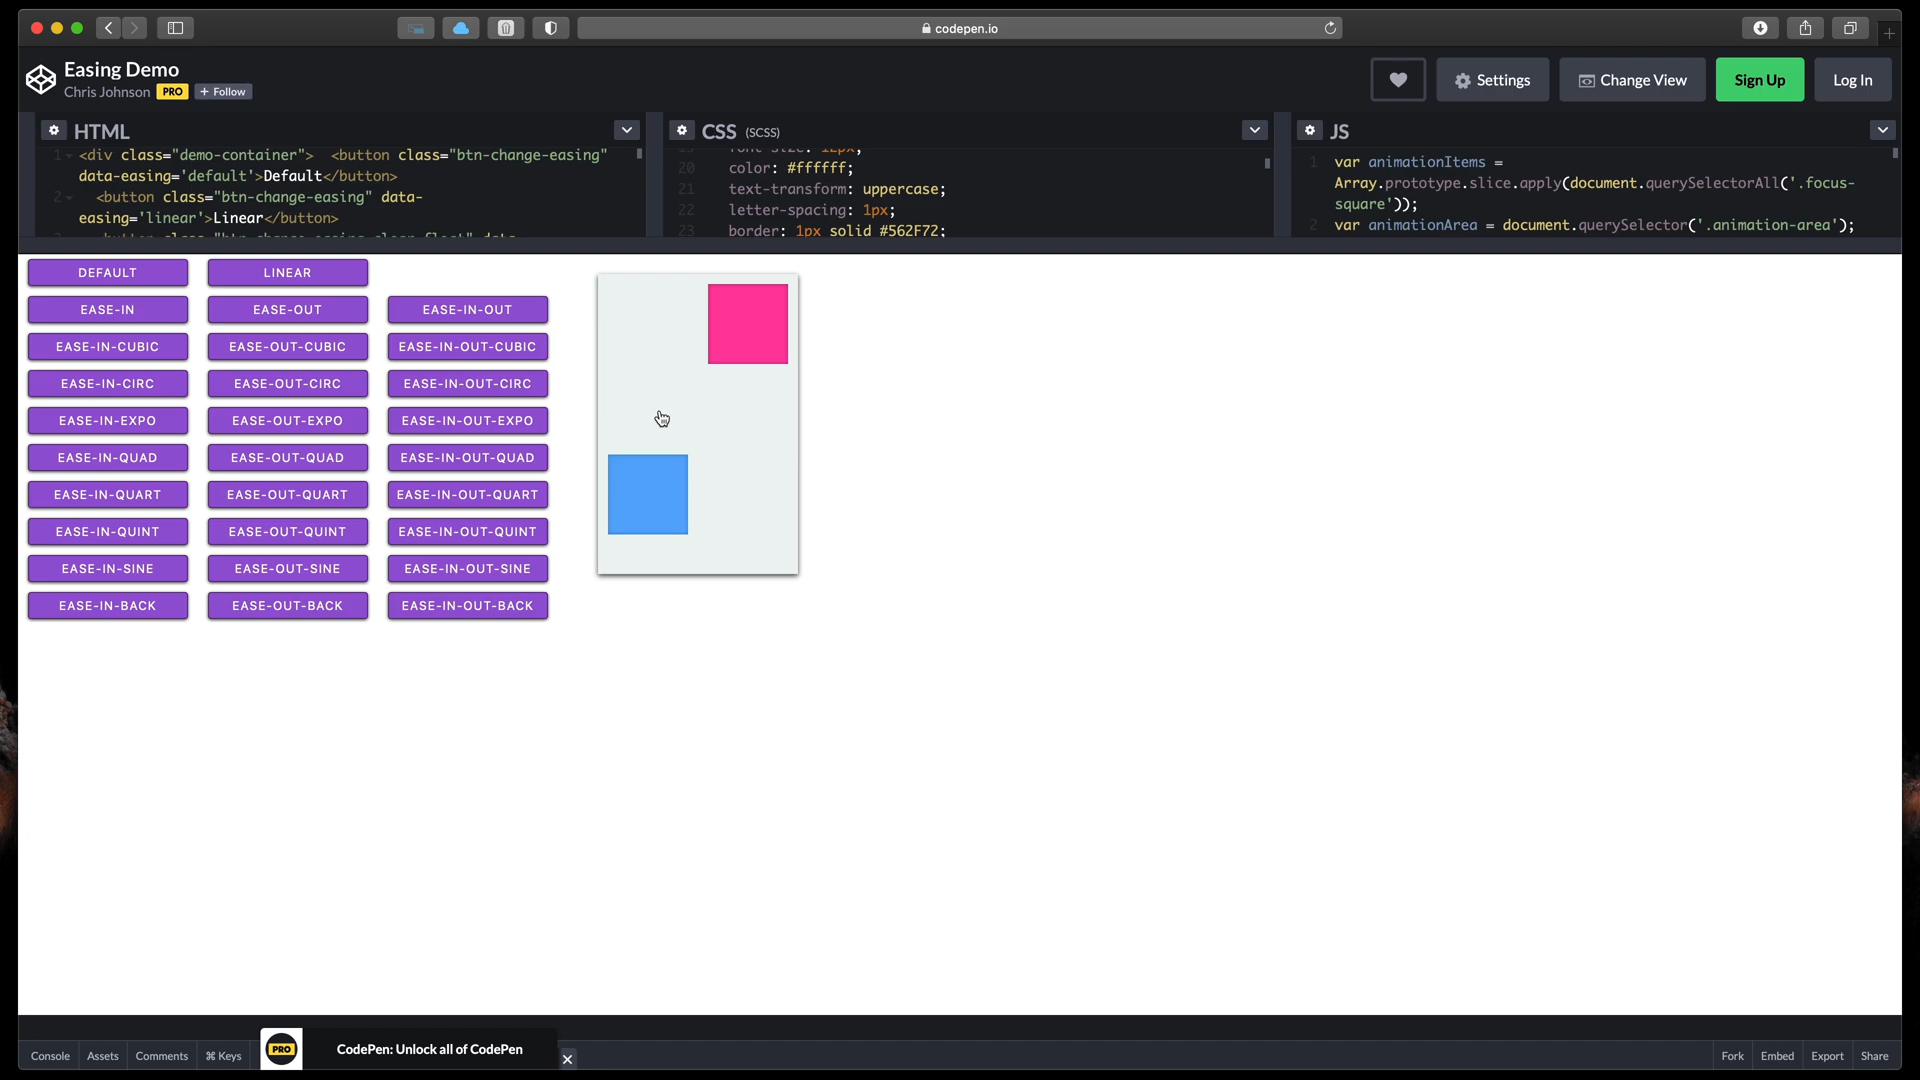 codepen.io
Easing Demo
Chris Johnson PRO + Follow
Settings
Change View
Sign Up
Log In
HTML
1 <div class="demo-container"> <button class="btn-change-easing"
data-easing='default'>Default</button>
2 <button class="btn-change-easing" data-
easing='linear'>Linear</button>
CSS (SCSS)
20 color: #ffffff;
21 text-transform: uppercase;
22 letter-spacing: 1px;
23 border: 1px solid #562F72;
JS
1 var animationItems =
Array.prototype.slice.apply(document.querySelectorAll('.focus-
square'));
2 var animationArea = document.querySelector('.animation-area');
DEFAULT LINEAR
EASE-IN EASE-OUT EASE-IN-OUT
EASE-IN-CUBIC EASE-OUT-CUBIC EASE-IN-OUT-CUBIC
EASE-IN-CIRC EASE-OUT-CIRC EASE-IN-OUT-CIRC
EASE-IN-EXPO EASE-OUT-EXPO EASE-IN-OUT-EXPO
EASE-IN-QUAD EASE-OUT-QUAD EASE-IN-OUT-QUAD
EASE-IN-QUART EASE-OUT-QUART EASE-IN-OUT-QUART
EASE-IN-QUINT EASE-OUT-QUINT EASE-IN-OUT-QUINT
EASE-IN-SINE EASE-OUT-SINE EASE-IN-OUT-SINE
EASE-IN-BACK EASE-OUT-BACK EASE-IN-OUT-BACK
Console Assets Comments ⌘ Keys
PRO CodePen: Unlock all of CodePen
Fork Embed Export Share